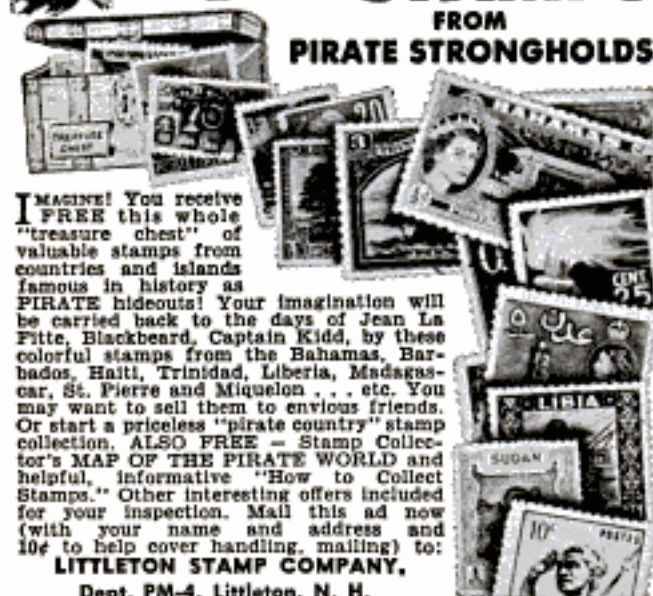 FROM
PIRATE STRONGHOLDS
TREASURE
CHEST
BAHAMAS
IMAGINE! You receive
FREE this whole
"treasure chest" of
valuable stamps from
countries and islands
famous in history as
PIRATE hideouts! Your imagination will
be carried back to the days of Jean La
Fitte, Blackbeard, Captain Kidd, by these
colorful stamps from the Bahamas, Bar-
bados, Haiti, Trinidad, Liberia, Madagas-
car, St. Pierre and Miquelon . . . etc. You
may want to sell them to envious friends.
Or start a priceless "pirate country" stamp
collection. ALSO FREE — Stamp Collec-
tor's MAP OF THE PIRATE WORLD and
helpful, informative "How to Collect
Stamps." Other interesting offers included
for your inspection. Mail this ad now
(with your name and address and
10¢ to help cover handling, mailing) to:
LITTLETON STAMP COMPANY,
Dept. PM-4, Littleton, N. H.
CENT
25
عدن
LIBIA
SUDAN
10c
POSTES